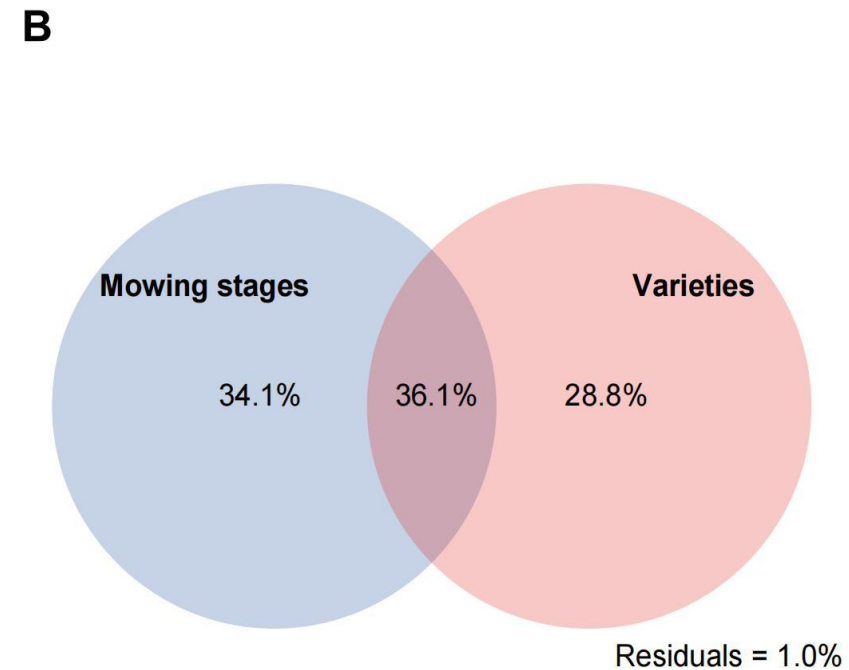 B
Mowing stages
Varieties
34.1%
36.1%
28.8%
Residuals = 1.0%